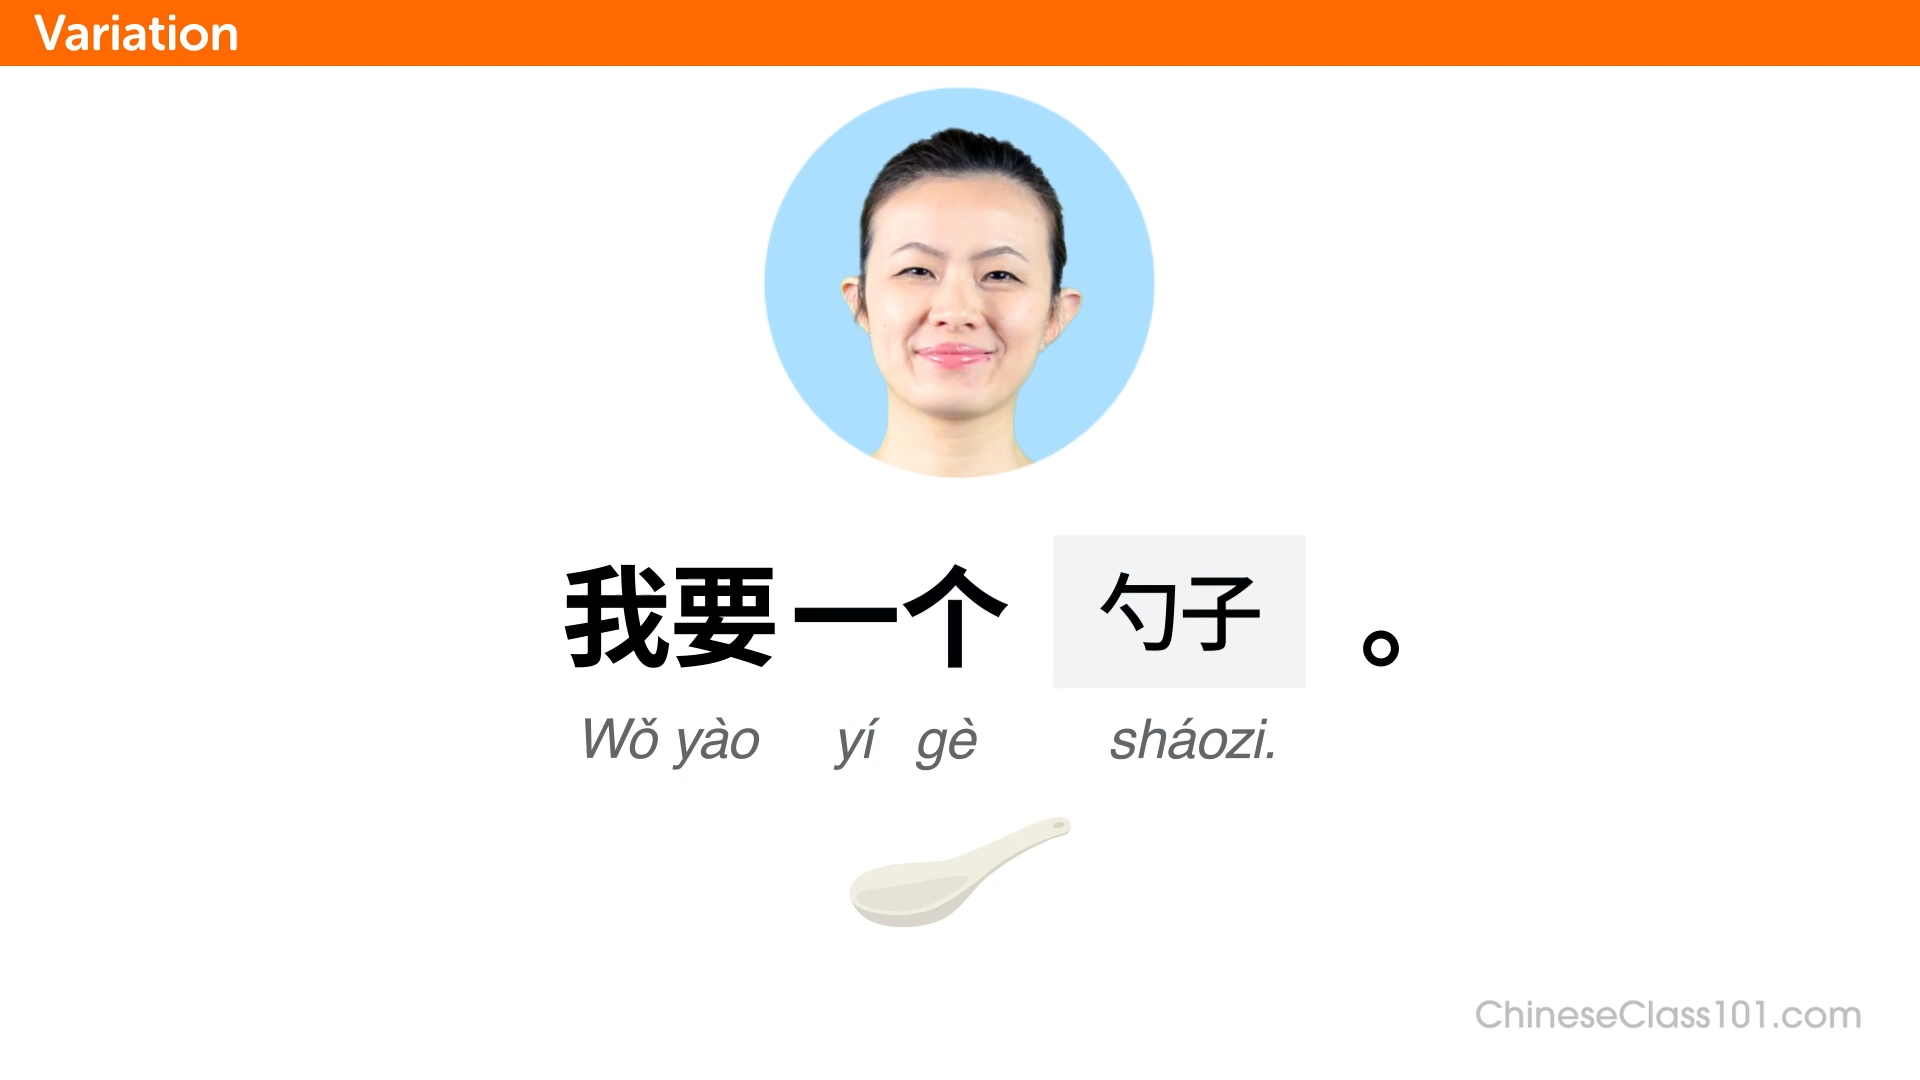 Variation
我要一个 勺子 。
Wǒ yào yí gè sháozi.
ChineseClass101.com